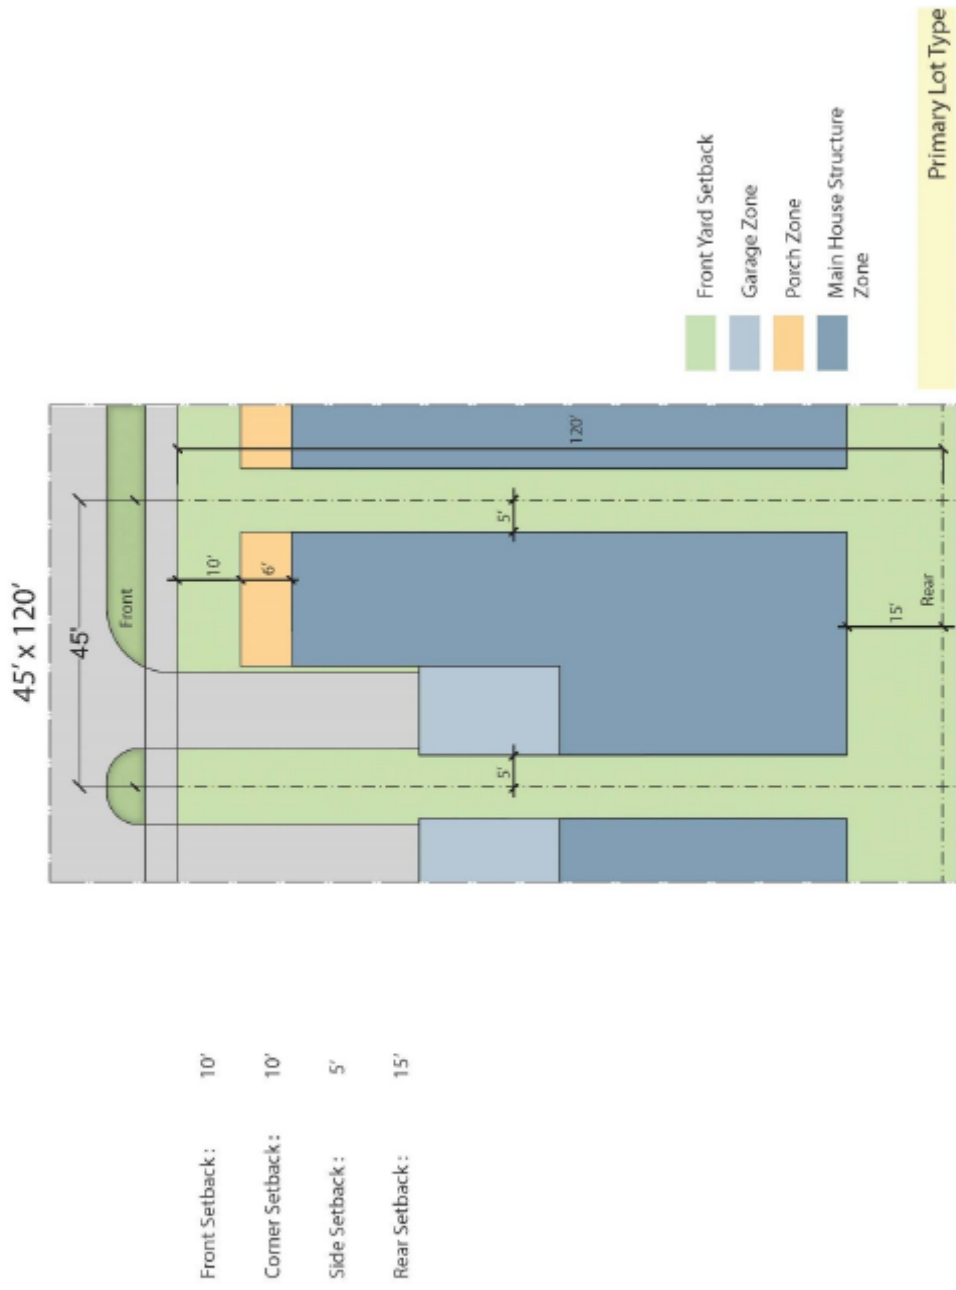 45' x 120'
45'
Front
10'
6'
5'
5'
120'
15'
Rear
Front Setback : 10'
Corner Setback : 10'
Side Setback : 5'
Rear Setback : 15'
Front Yard Setback
Garage Zone
Porch Zone
Main House Structure
Zone
Primary Lot Type